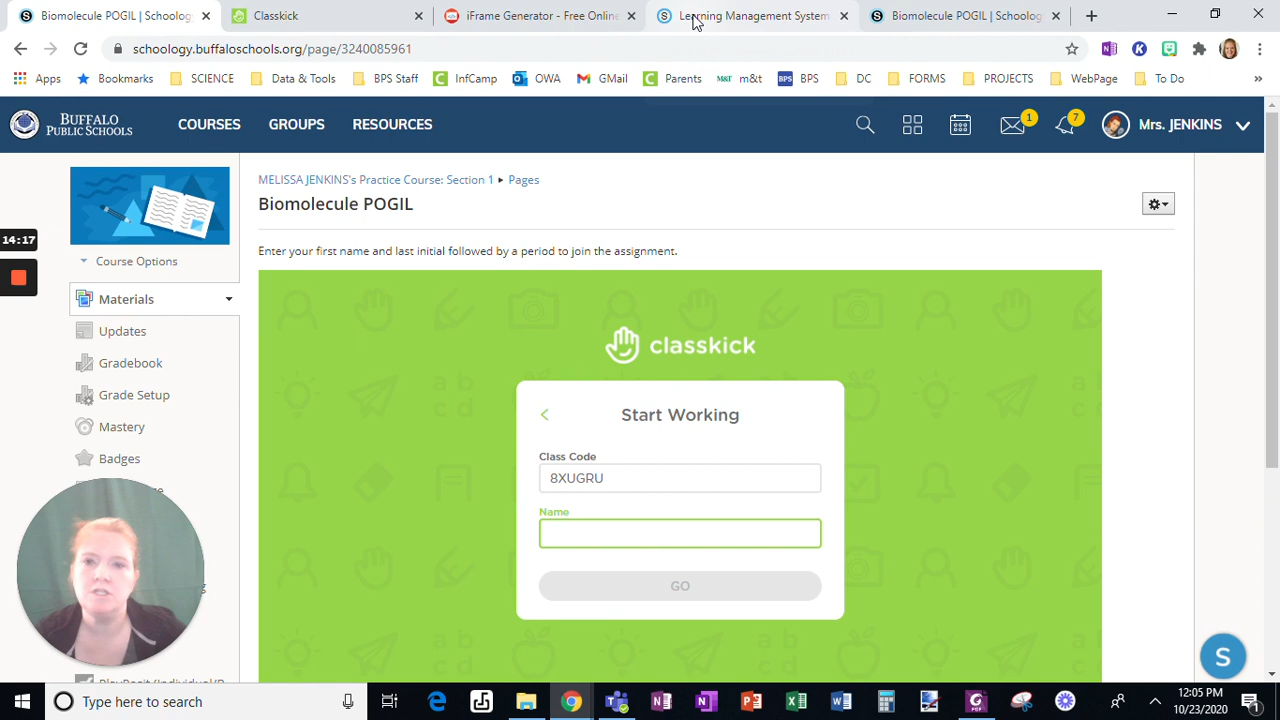 Biomolecule POGIL | Schoolog
Classkick
iFrame Generator - Free Online
Learning Management System
Biomolecule POGIL | Schoolog
schoology.buffaloschools.org/page/3240085961
Apps
Bookmarks
SCIENCE
Data & Tools
BPS Staff
InfCamp
OWA
GMail
Parents
M&T
m&t
BPS
BPS
DC
FORMS
PROJECTS
WebPage
To Do
BUFFALO
PUBLIC SCHOOLS
COURSES
GROUPS
RESOURCES
1
7
Mrs. JENKINS
MELISSA JENKINS's Practice Course: Section 1 ▸ Pages
Biomolecule POGIL
Enter your first name and last initial followed by a period to join the assignment.
14:17
Course Options
Materials
Updates
Gradebook
Grade Setup
Mastery
Badges
classkick
a b
c d
a b
c d
Start Working
Class Code
8XUGRU
Name
GO
a b
c d
a b
c d
S
Type here to search
12:05 PM
10/23/2020
1